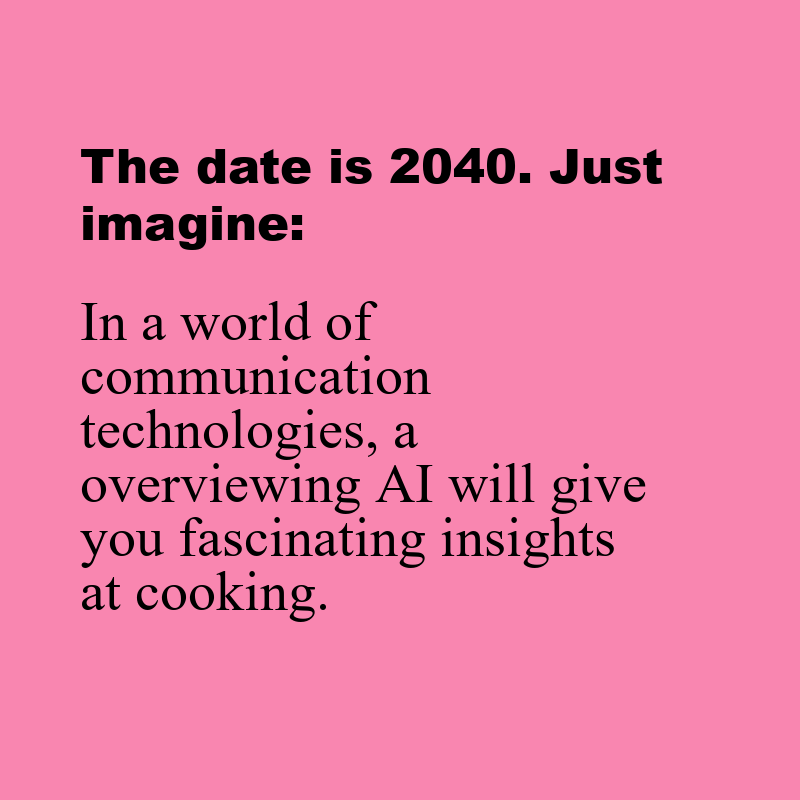 The date is 2040. Just
imagine:
In a world of
communication
technologies, a
overviewing AI will give
you fascinating insights
at cooking.